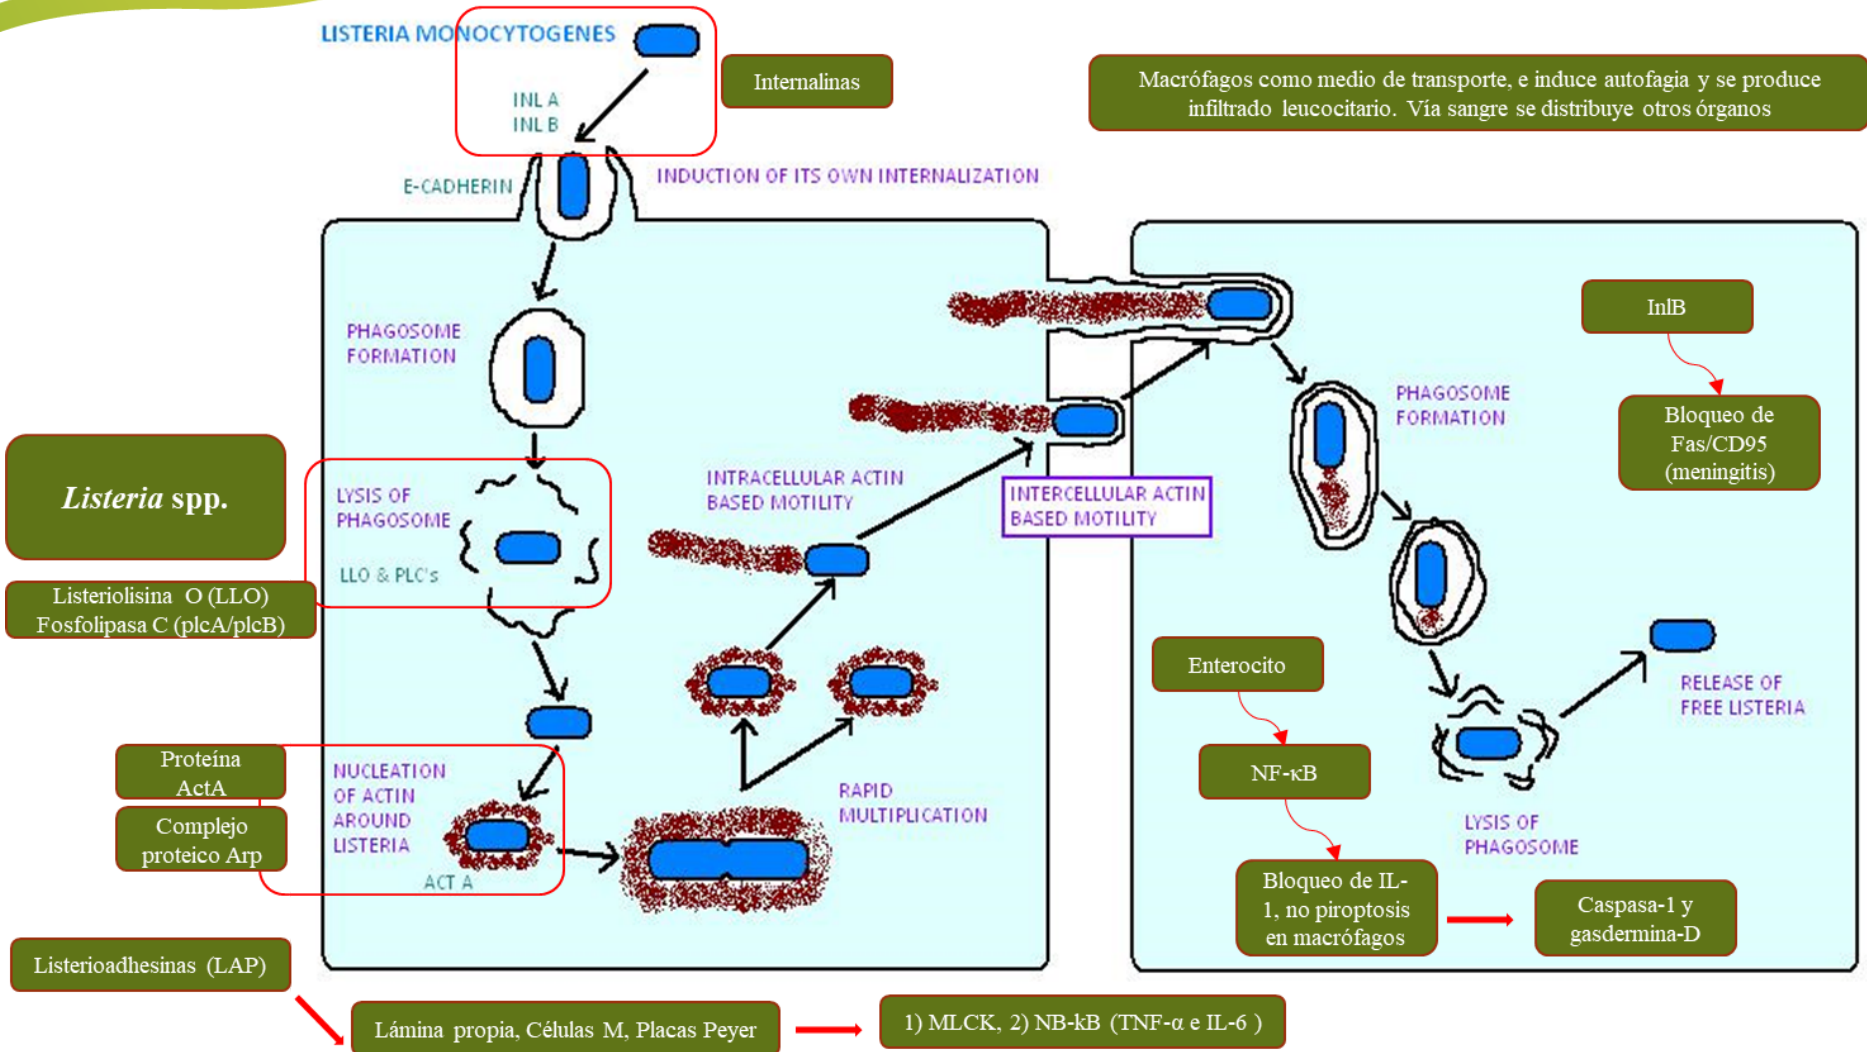 LISTERIA MONOCYTOGENES
INL A
INL B
Internalinas
Macrófagos como medio de transporte, e induce autofagia y se produce
infiltrado leucocitario. Vía sangre se distribuye otros órganos
E-CADHERIN
INDUCTION OF ITS OWN INTERNALIZATION
PHAGOSOME
FORMATION
Listeria spp.
LYSIS OF
PHAGOSOME
LLO & PLC's
Listeriolisina O (LLO)
Fosfolipasa C (plcA/plcB)
INTRACELLULAR ACTIN
BASED MOTILITY
INTERCELLULAR ACTIN
BASED MOTILITY
PHAGOSOME
FORMATION
InlB
Bloqueo de
Fas/CD95
(meningitis)
Proteína
ActA
Complejo
proteico Arp
NUCLEATION
OF ACTIN
AROUND
LISTERIA
ACT A
RAPID
MULTIPLICATION
Enterocito
NF-κB
Bloqueo de IL-
1, no piroptosis
en macrófagos
Caspasa-1 y
gasdermina-D
RELEASE OF
FREE LISTERIA
LYSIS OF
PHAGOSOME
Listerioadhesinas (LAP)
Lámina propia, Células M, Placas Peyer
1) MLCK, 2) NB-kB (TNF-α e IL-6 )